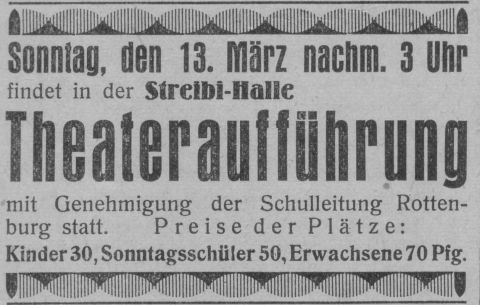 Sonntag, den 13. März nachm. 3 Uhr
findet in der Streibl-Halle
Theateraufführung
mit Genehmigung der Schulleitung Rotten-
burg statt. Preise der Plätze:
Kinder 30, Sonntagsschüler 50, Erwachsene 70 Pfg.